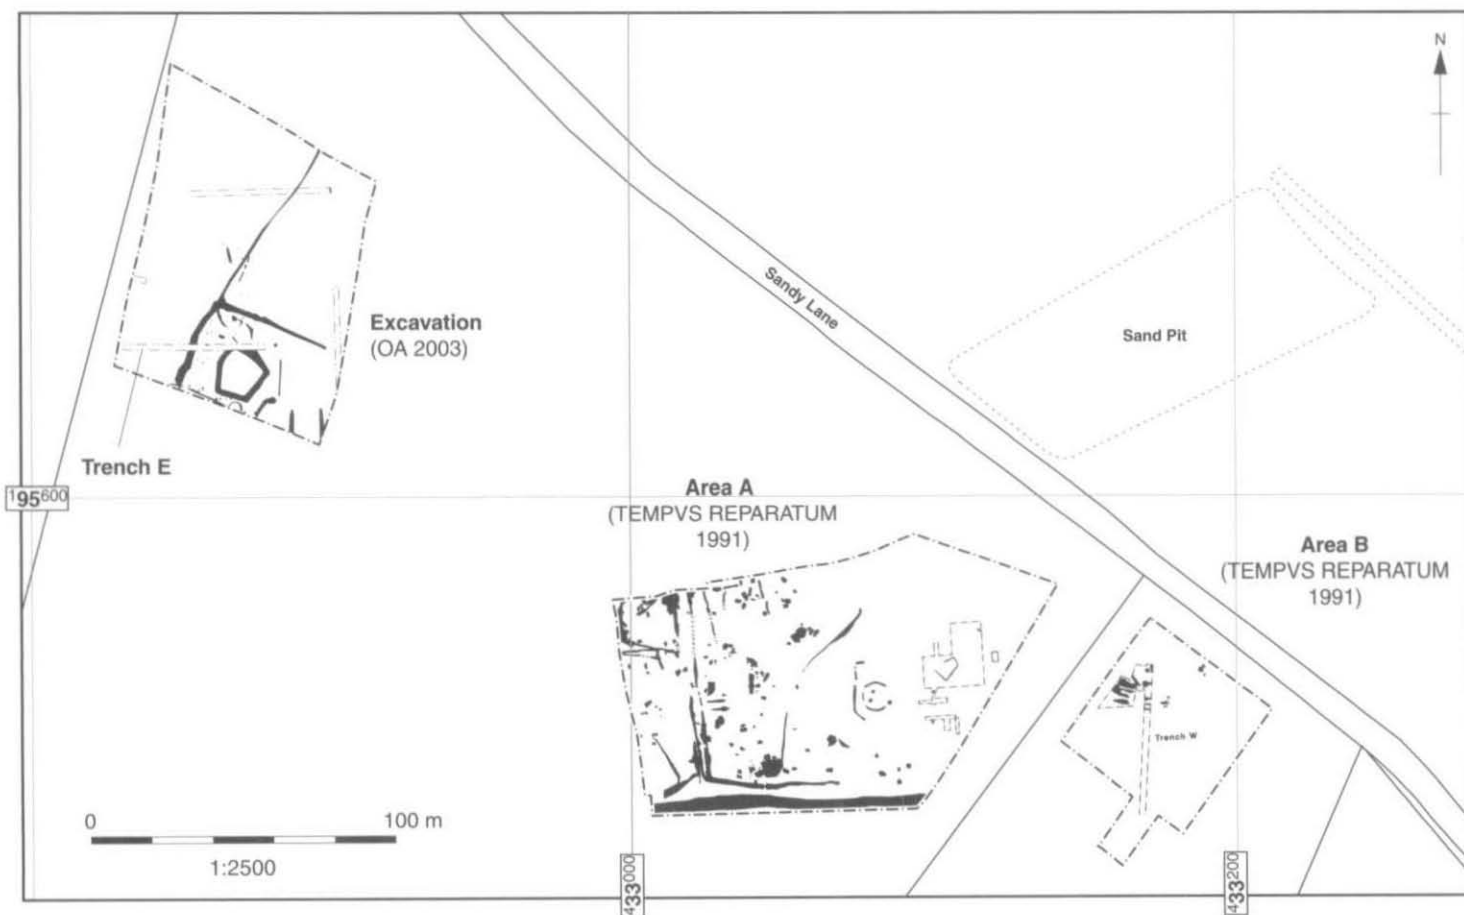 N
Sandy Lane
Sand Pit
Excavation
(OA 2003)
Trench E
195600
Area A
(TEMPVS REPARATUM
1991)
Area B
(TEMPVS REPARATUM
1991)
Trench W
0 100 m
1:2500
433000
433200